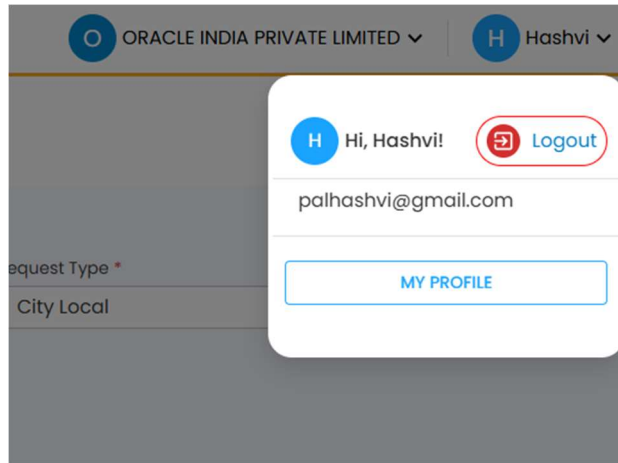 O ORACLE INDIA PRIVATE LIMITED H Hashvi
H Hi, Hashvi! Logout
palhashvi@gmail.com
equest Type *
City Local
MY PROFILE